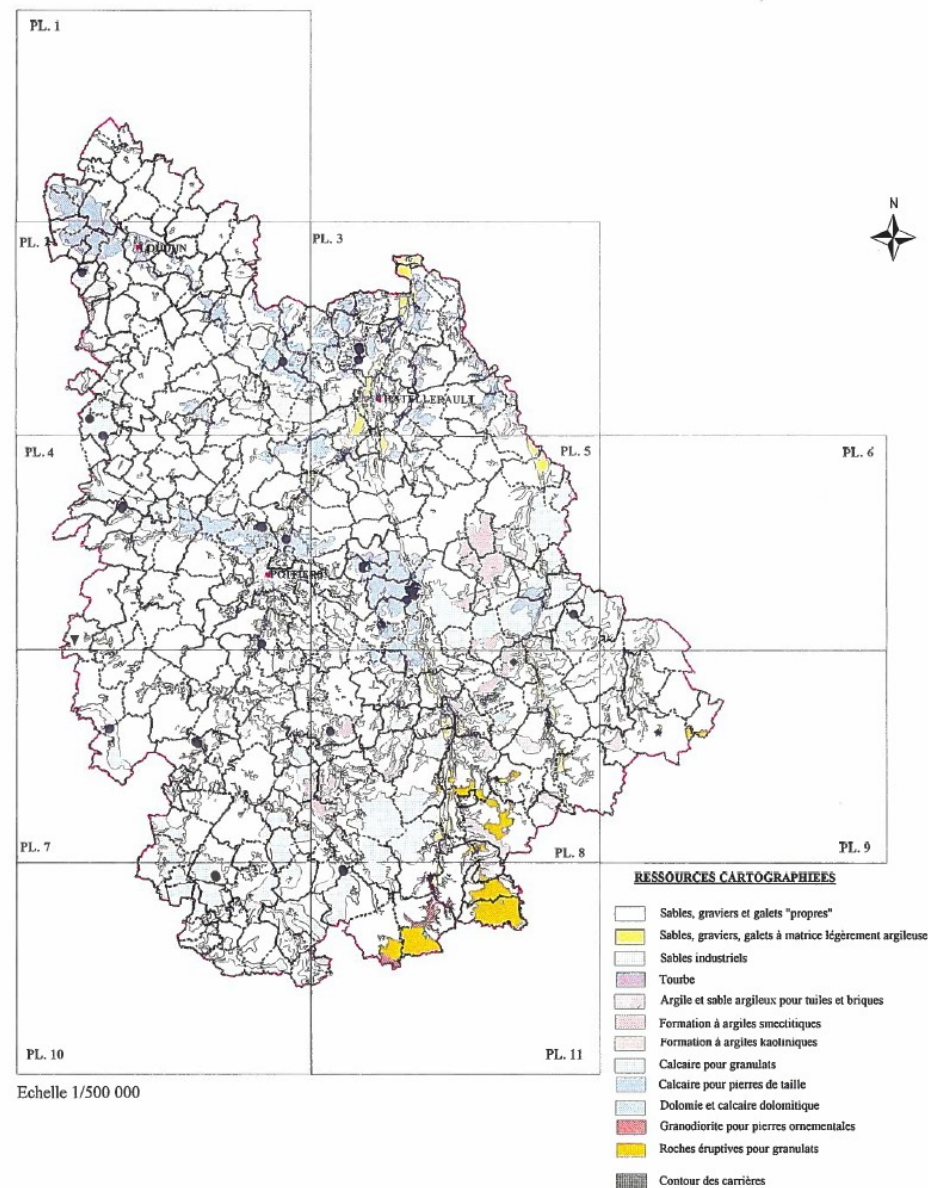 PL. 1
N
PL. 2
PL. 3
LOUDUN
CHATELLERAULT
PL. 4
PL. 5
PL. 6
POITIERS
PL. 7
PL. 8
PL. 9
RESSOURCES CARTOGRAPHIEES
Sables, graviers et galets "propres"
Sables, graviers, galets à matrice légèrement argileuse
Sables industriels
Tourbe
Argile et sable argileux pour tuiles et briques
Formation à argiles smectitiques
Formation à argiles kaoliniques
Calcaire pour granulats
Calcaire pour pierres de taille
Dolomie et calcaire dolomitique
Granodiorite pour pierres ornementales
Roches éruptives pour granulats
Contour des carrières
PL. 10
PL. 11
Echelle 1/500 000